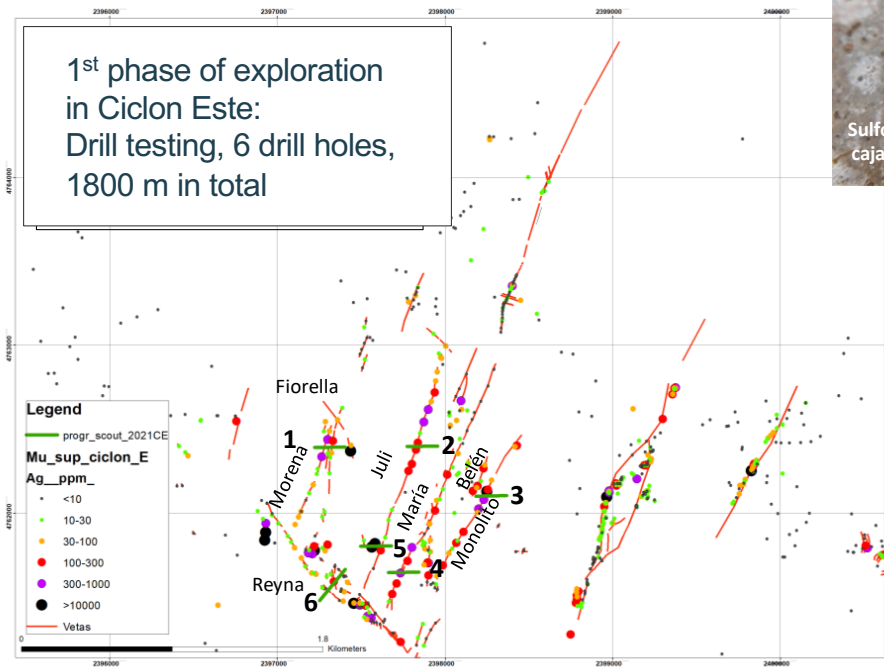 2396000
2397000
2398000
2399000
2400000
1st phase of exploration
in Ciclon Este:
Drill testing, 6 drill holes,
1800 m in total
Sulfo
caja
4764000
4763000
4762000
Fiorella
1
2
Morena
Juli
María
Belén
3
Monolito
5
4
Reyna
6
Legend
progr_scout_2021CE
Mu_sup_ciclon_E
Ag__ppm_
<10
10-30
30-100
100-300
300-1000
>10000
Vetas
0
1.8
Kilometers
2396000
2397000
2398000
2399000
2400000